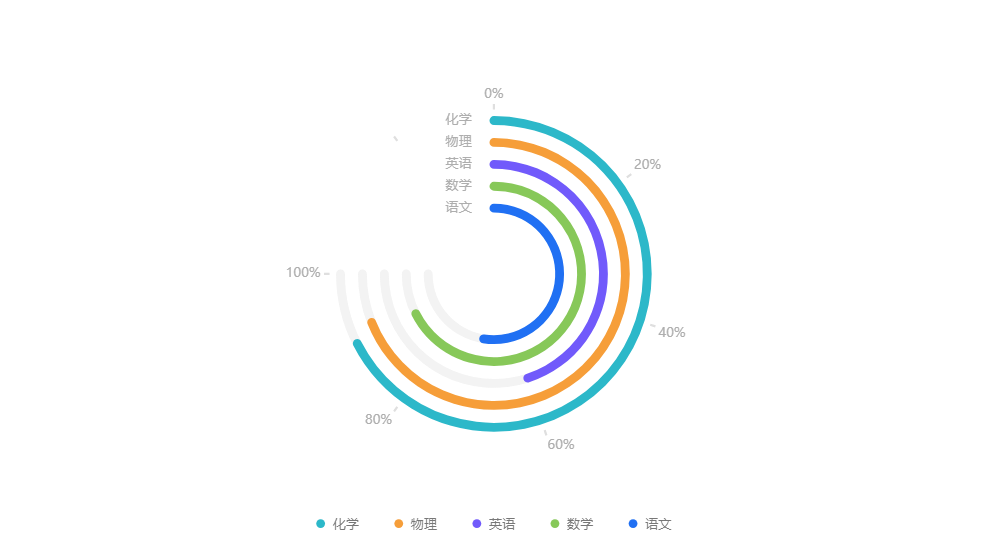 0%
化学
物理
英语
数学
语文
20%
100%
40%
80%
60%
化学 物理 英语 数学 语文